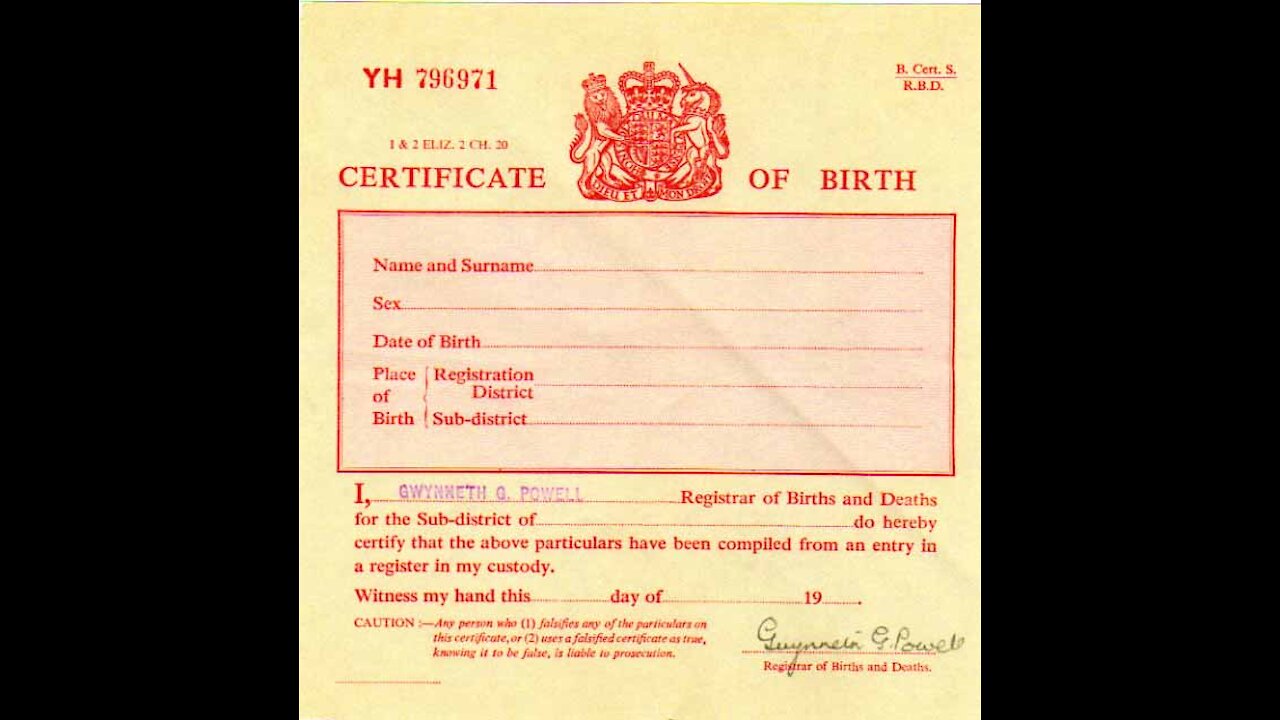 YH 796971
B. Cert. S.
R.B.D.
1 & 2 ELIZ. 2 CH. 20
CERTIFICATE OF BIRTH
DIEU ET MON DROIT
Name and Surname
Sex
Date of Birth
Place of Birth
Registration District
Sub-district
I, GWYNNETH G. POWELL Registrar of Births and Deaths
for the Sub-district of do hereby
certify that the above particulars have been compiled from an entry in
a register in my custody.
Witness my hand this day of 19 .
CAUTION :—Any person who (1) falsifies any of the particulars on
this certificate, or (2) uses a falsified certificate as true,
knowing it to be false, is liable to prosecution.
Gwynneth G. Powell
Registrar of Births and Deaths.